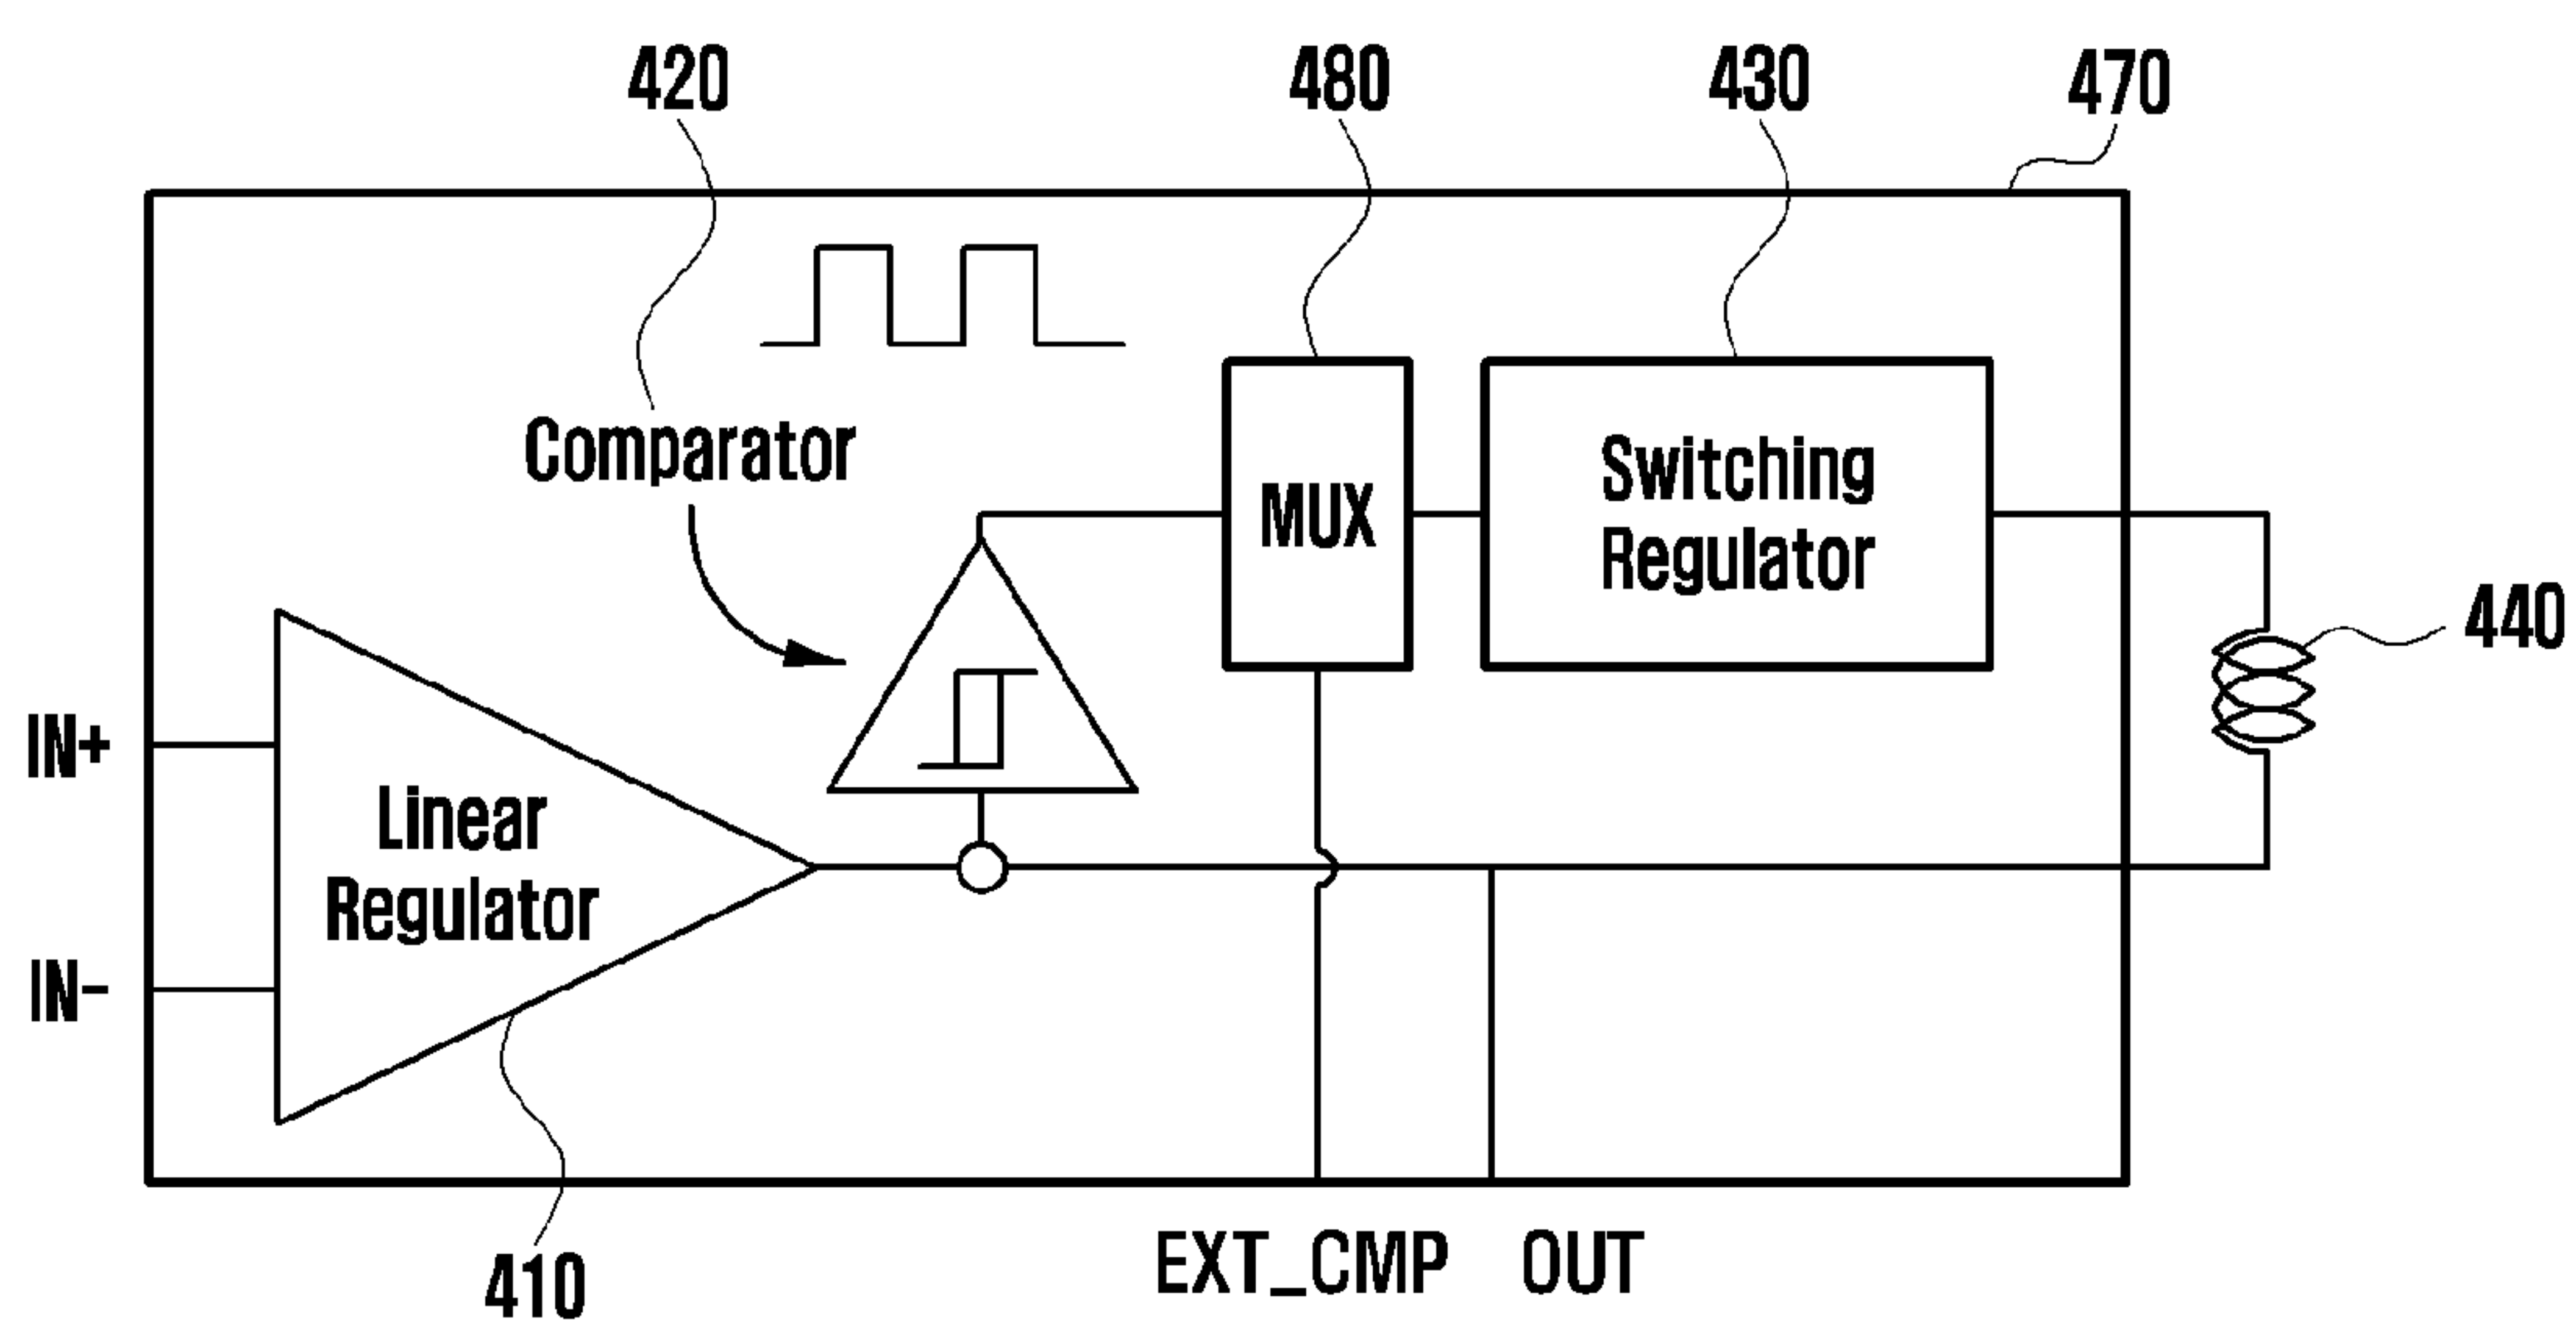 420
480
430
470
Comparator
MUX
Switching
Regulator
440
IN+
Linear
Regulator
IN-
410
EXT_CMP
OUT